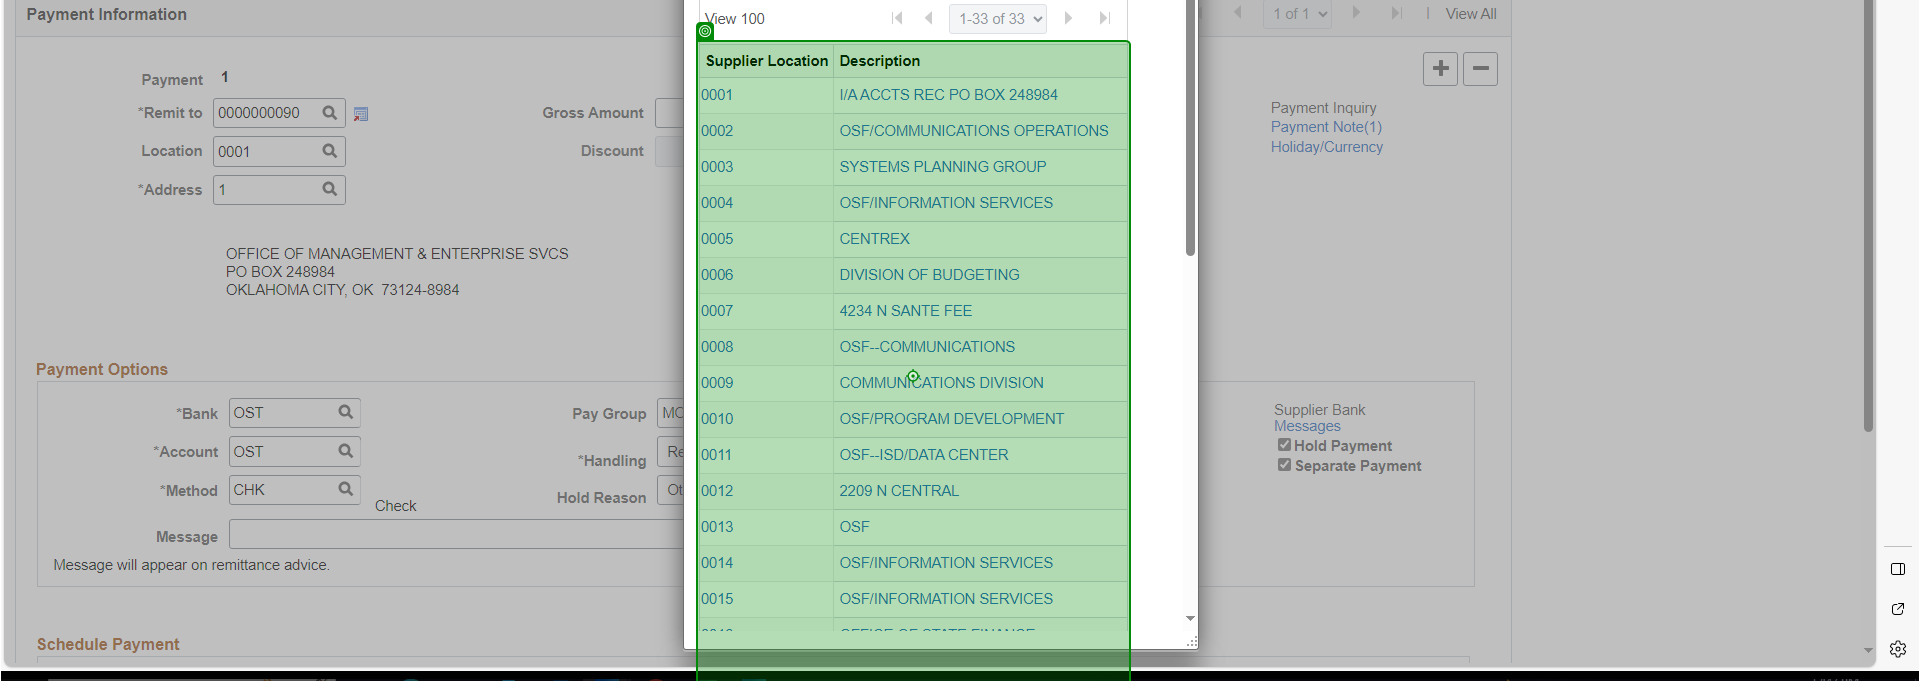 Payment Information
1 of 1
View All
Payment 1
*Remit to 0000000090
Gross Amount
Location 0001
Discount
*Address 1
Payment Inquiry
Payment Note(1)
Holiday/Currency
OFFICE OF MANAGEMENT & ENTERPRISE SVCS
PO BOX 248984
OKLAHOMA CITY, OK 73124-8984
Payment Options
*Bank OST
Pay Group MC
*Account OST
*Handling Re
*Method CHK
Check
Hold Reason Ot
Message
Message will appear on remittance advice.
Supplier Bank
Messages
Hold Payment
Separate Payment
Schedule Payment
View 100
1-33 of 33
Supplier Location Description
0001 I/A ACCTS REC PO BOX 248984
0002 OSF/COMMUNICATIONS OPERATIONS
0003 SYSTEMS PLANNING GROUP
0004 OSF/INFORMATION SERVICES
0005 CENTREX
0006 DIVISION OF BUDGETING
0007 4234 N SANTE FEE
0008 OSF--COMMUNICATIONS
0009 COMMUNICATIONS DIVISION
0010 OSF/PROGRAM DEVELOPMENT
0011 OSF--ISD/DATA CENTER
0012 2209 N CENTRAL
0013 OSF
0014 OSF/INFORMATION SERVICES
0015 OSF/INFORMATION SERVICES